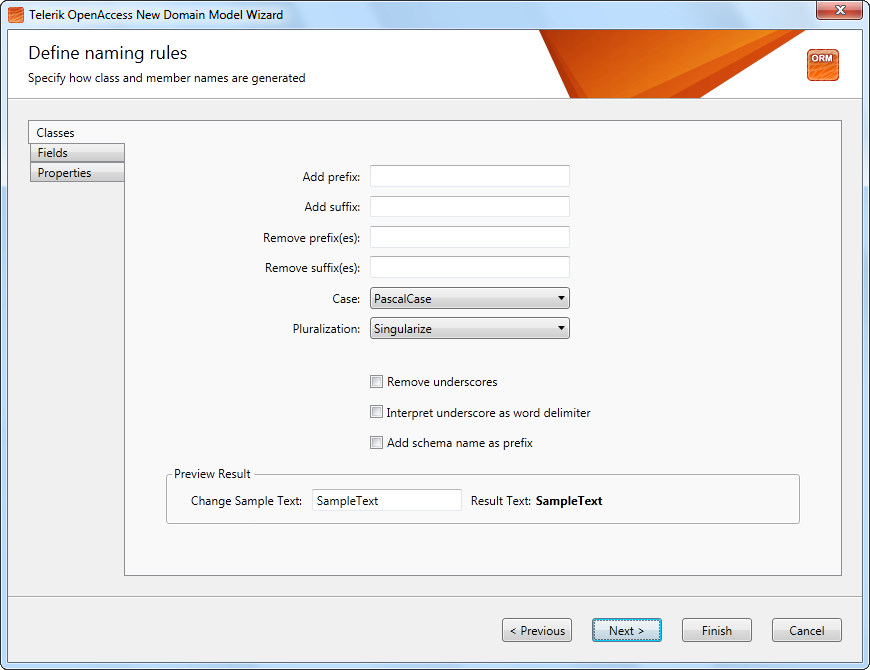 Telerik OpenAccess New Domain Model Wizard
Define naming rules
Specify how class and member names are generated
ORM
Classes
Fields
Properties
Add prefix:
Add suffix:
Remove prefix(es):
Remove suffix(es):
Case: PascalCase
Pluralization: Singularize
Remove underscores
Interpret underscore as word delimiter
Add schema name as prefix
Preview Result
Change Sample Text: SampleText Result Text: SampleText
< Previous Next > Finish Cancel